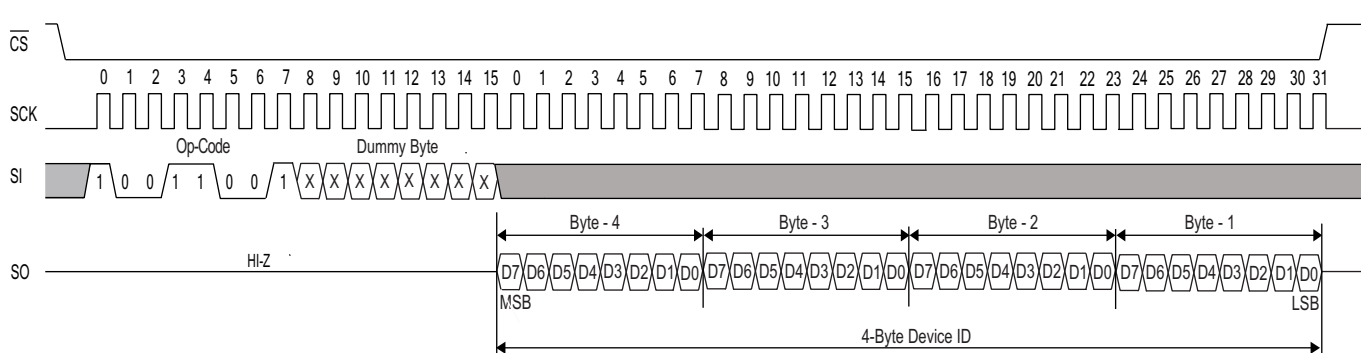 CS
0 1 2 3 4 5 6 7 8 9 10 11 12 13 14 15 0 1 2 3 4 5 6 7 8 9 10 11 12 13 14 15 16 17 18 19 20 21 22 23 24 25 26 27 28 29 30 31
SCK
Op-Code Dummy Byte
SI 1 0 0 1 1 0 0 1 X X X X X X X X
Byte - 4 Byte - 3 Byte - 2 Byte - 1
HI-Z
SO D7 D6 D5 D4 D3 D2 D1 D0 D7 D6 D5 D4 D3 D2 D1 D0 D7 D6 D5 D4 D3 D2 D1 D0 D7 D6 D5 D4 D3 D2 D1 D0
MSB LSB
4-Byte Device ID